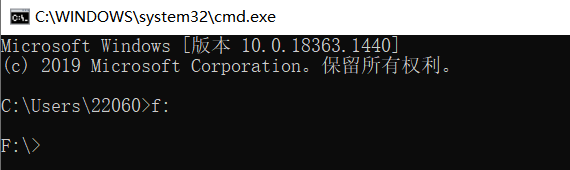 C:\WINDOWS\system32\cmd.exe
Microsoft Windows [版本 10.0.18363.1440]
(c) 2019 Microsoft Corporation。保留所有权利。
C:\Users\22060>f:
F:\>